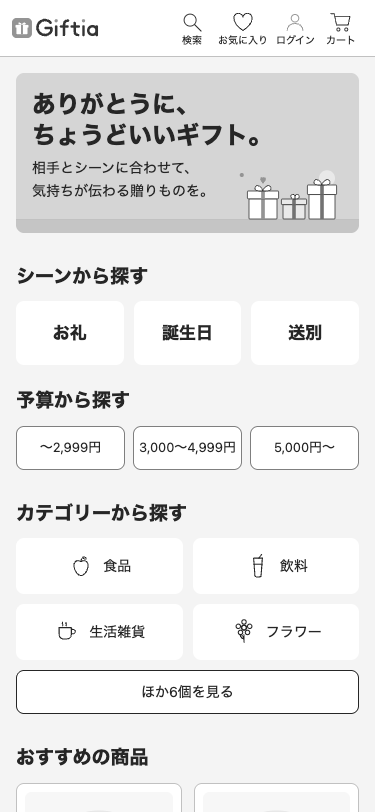 Giftia
検索
お気に入り
ログイン
カート
ありがとうに、
ちょうどいいギフト。
相手とシーンに合わせて、
気持ちが伝わる贈りものを。
シーンから探す
お礼
誕生日
送別
予算から探す
〜2,999円
3,000〜4,999円
5,000円〜
カテゴリーから探す
食品
飲料
生活雑貨
フラワー
ほか6個を見る
おすすめの商品